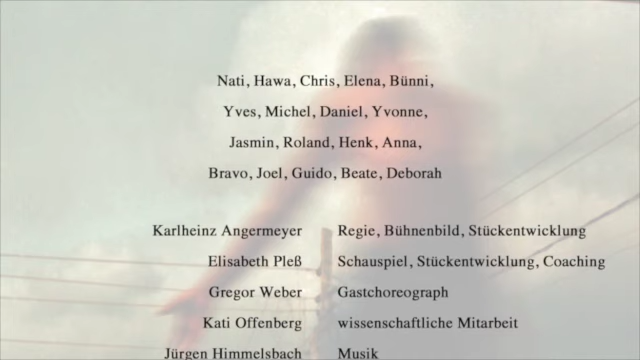 Nati, Hawa, Chris, Elena, Bünni,
Yves, Michel, Daniel, Yvonne,
Jasmin, Roland, Henk, Anna,
Bravo, Joel, Guido, Beate, Deborah
Karlheinz Angermeyer Regie, Bühnenbild, Stückentwicklung
Elisabeth Pleß Schauspiel, Stückentwicklung, Coaching
Gregor Weber Gastchoreograph
Kati Offenberg wissenschaftliche Mitarbeit
Jürgen Himmelsbach Musik